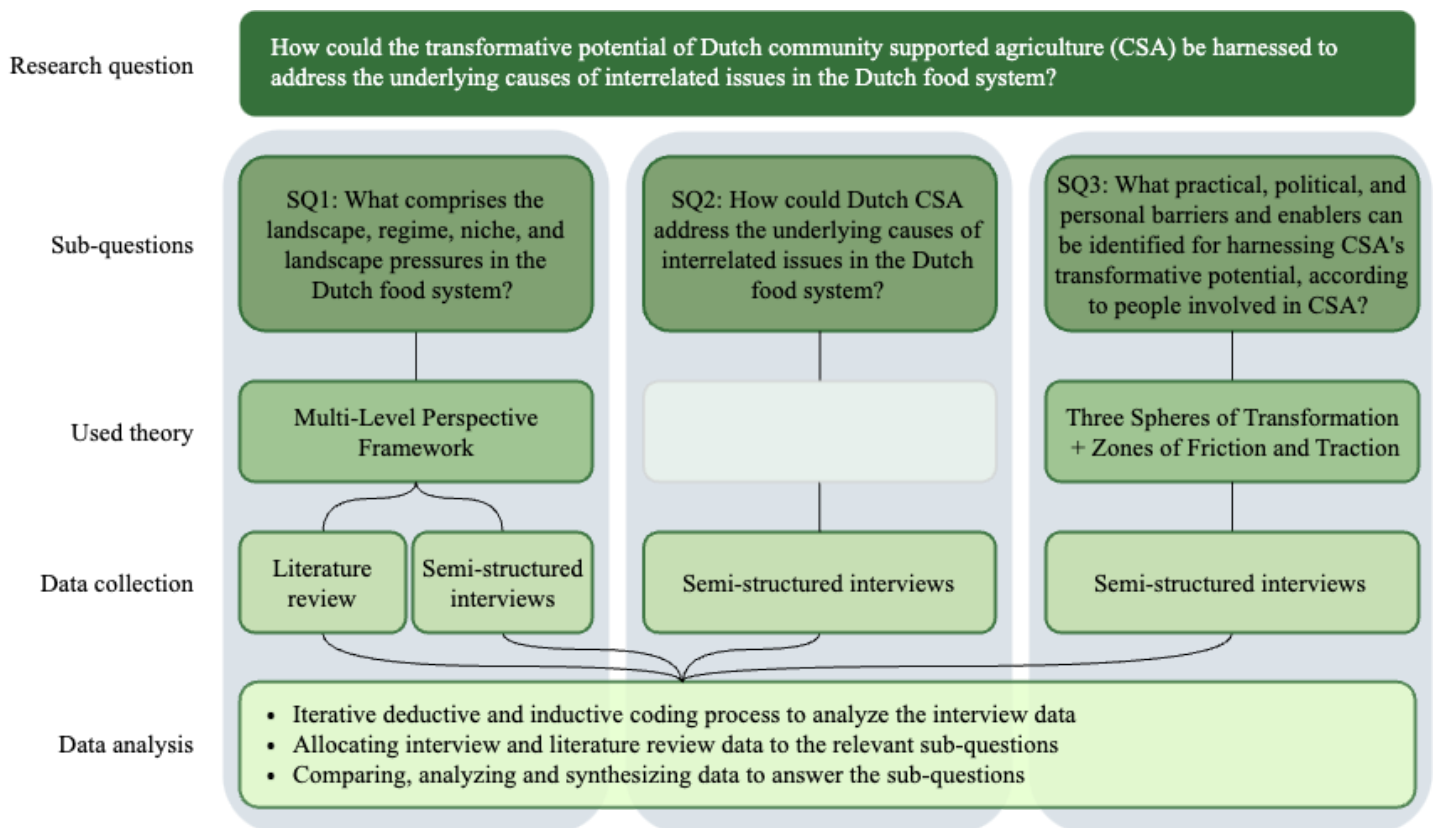 Research question
How could the transformative potential of Dutch community supported agriculture (CSA) be harnessed to
address the underlying causes of interrelated issues in the Dutch food system?
Sub-questions
SQ1: What comprises the
landscape, regime, niche, and
landscape pressures in the
Dutch food system?
SQ2: How could Dutch CSA
address the underlying causes of
interrelated issues in the Dutch
food system?
SQ3: What practical, political, and
personal barriers and enablers can
be identified for harnessing CSA's
transformative potential, according
to people involved in CSA?
Used theory
Multi-Level Perspective
Framework
Three Spheres of Transformation
+ Zones of Friction and Traction
Data collection
Literature
review
Semi-structured
interviews
Semi-structured interviews
Semi-structured interviews
Data analysis
• Iterative deductive and inductive coding process to analyze the interview data
• Allocating interview and literature review data to the relevant sub-questions
• Comparing, analyzing and synthesizing data to answer the sub-questions